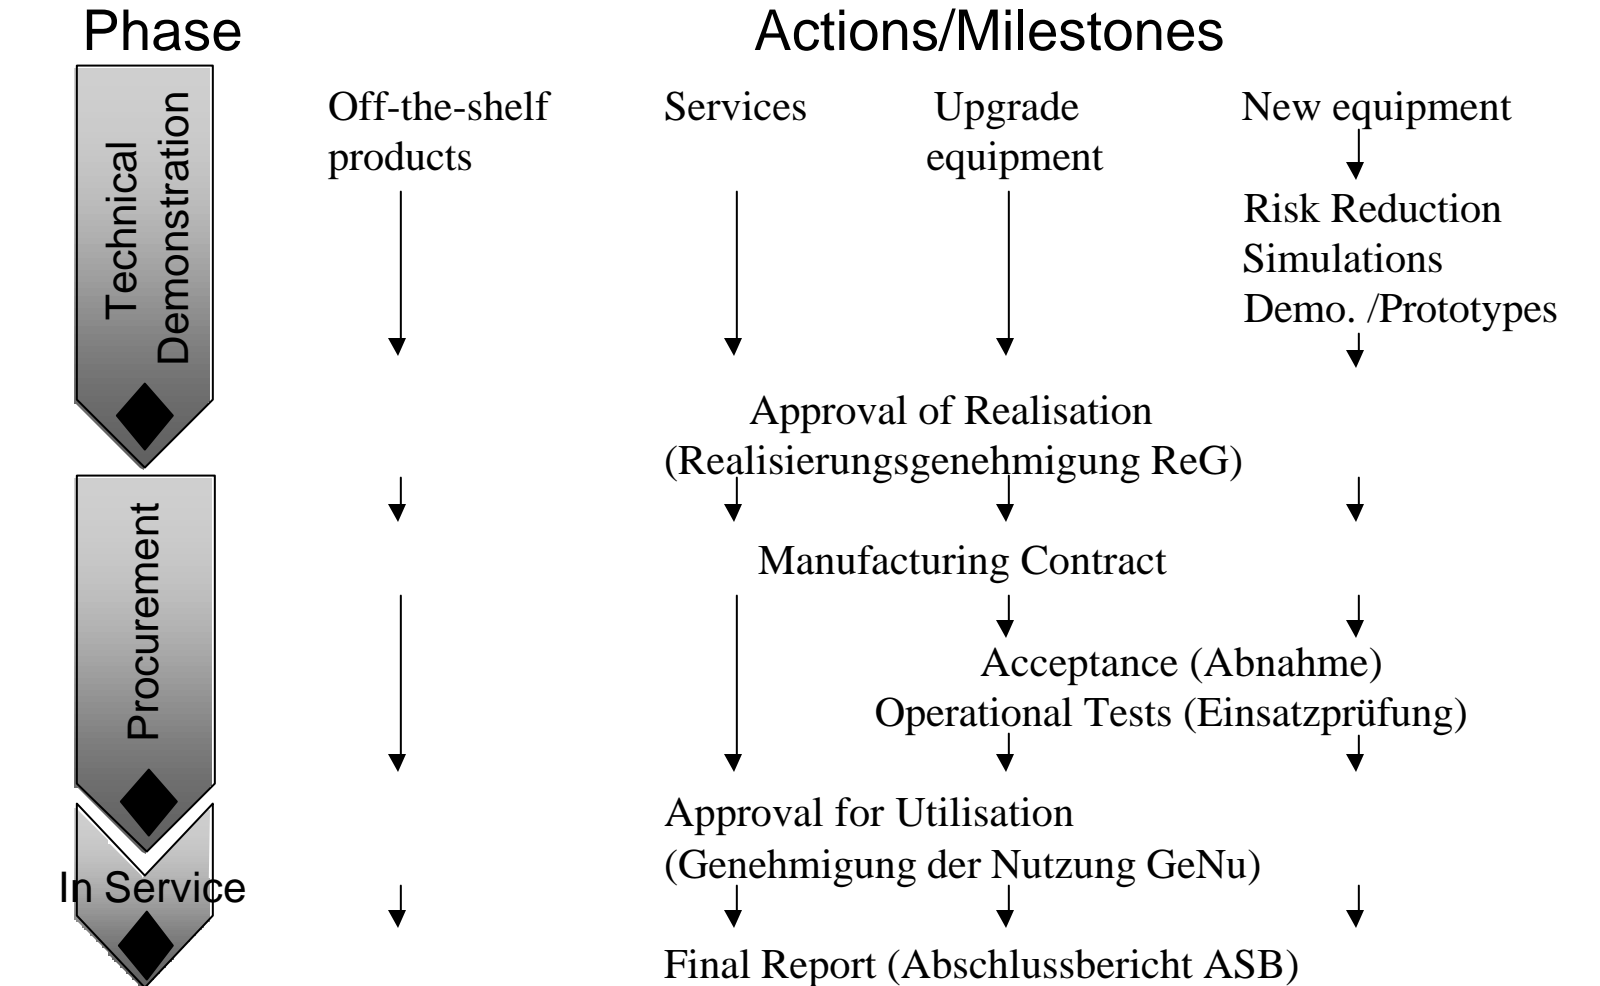 Phase
Actions/Milestones
Technical
Demonstration
Off-the-shelf
products
Services
Upgrade
equipment
New equipment
Risk Reduction
Simulations
Demo. /Prototypes
Approval of Realisation
(Realisierungsgenehmigung ReG)
Procurement
Manufacturing Contract
Acceptance (Abnahme)
Operational Tests (Einsatzprüfung)
Approval for Utilisation
(Genehmigung der Nutzung GeNu)
In Service
Final Report (Abschlussbericht ASB)